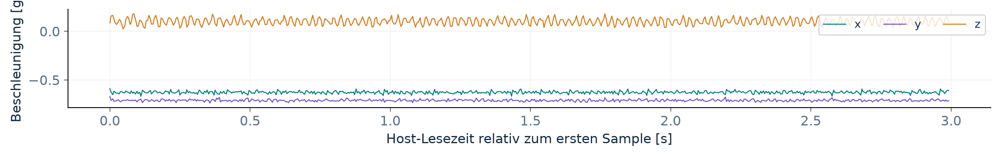 Beschleunigung [g
0.0
−0.5
x y z
0.0 0.5 1.0 1.5 2.0 2.5 3.0
Host-Lesezeit relativ zum ersten Sample [s]